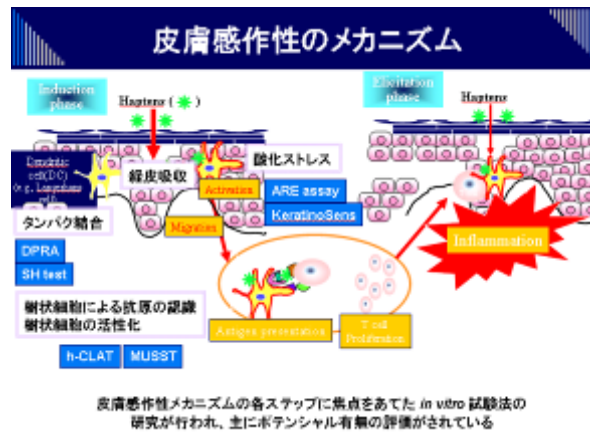 皮膚感作性のメカニズム
Induction
phase
Haptens (
)
Elicitation
phase
Haptens
Dendritic
cell(DC)
(e.g., Langerhans
cell)
経皮吸収
酸化ストレス
Activation
ARE assay
KeratinoSens
タンパク結合
Migration
DPRA
SH test
Inflammation
樹状細胞による抗原の認識
樹状細胞の活性化
Antigen presentation
T cell
Proliferation
h-CLAT
MUSST
皮膚感作性メカニズムの各ステップに焦点をあてた in vitro 試験法の
研究が行われ、主にポテンシャル有無の評価がされている